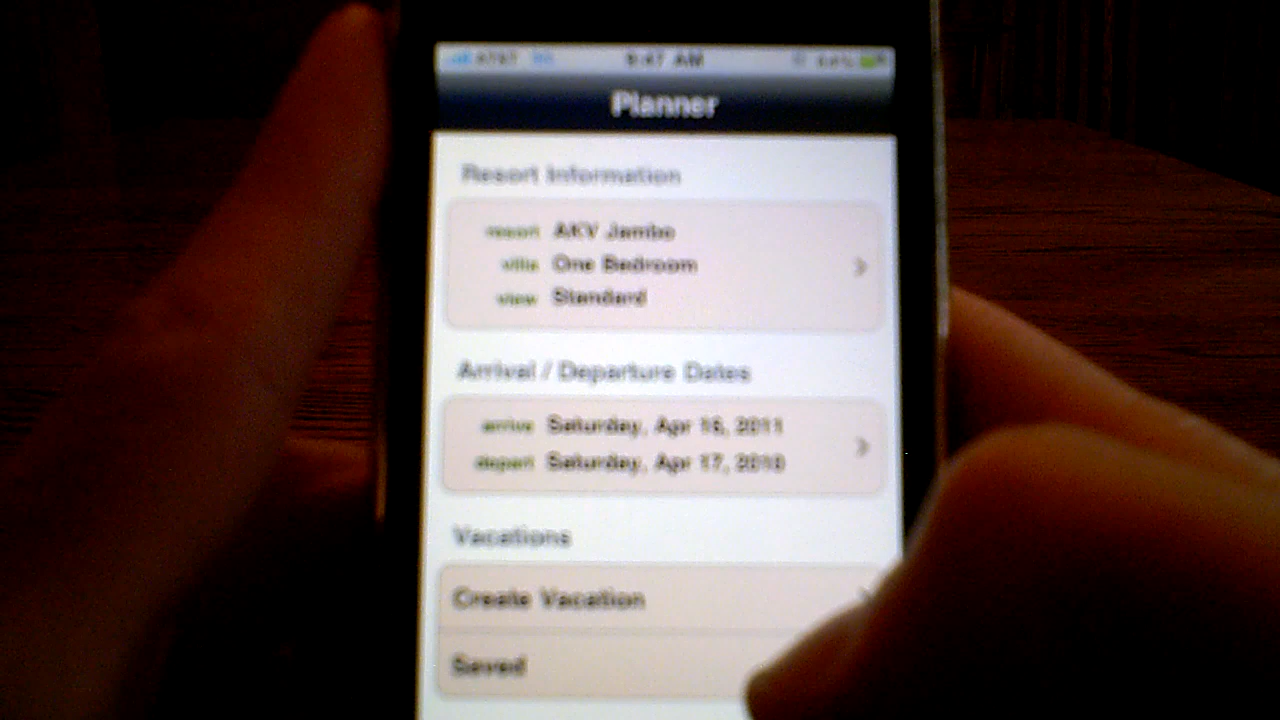 AT&T 3G 9:47 AM
Planner
Resort Information
resort AKV Jambo
villa One Bedroom
view Standard
Arrival / Departure Dates
arrive Saturday, Apr 16, 2011
depart Saturday, Apr 17, 2010
Vacations
Create Vacation
Saved